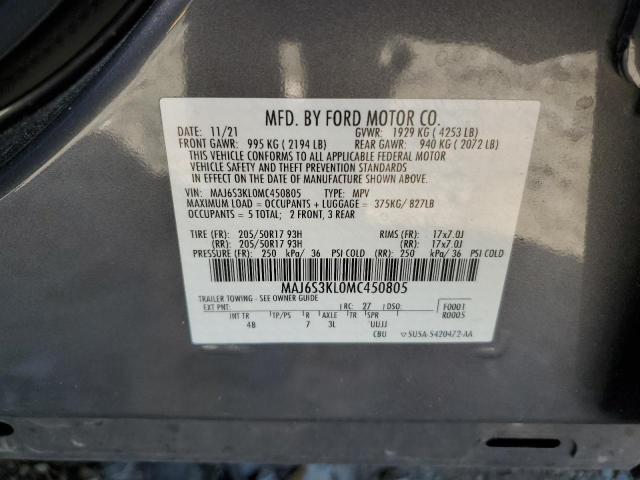 MFD. BY FORD MOTOR CO.
DATE: 11/21 GVWR: 1929 KG ( 4253 LB)
FRONT GAWR: 995 KG ( 2194 LB) REAR GAWR: 940 KG ( 2072 LB)
THIS VEHICLE CONFORMS TO ALL APPLICABLE FEDERAL MOTOR
VEHICLE SAFETY AND THEFT PREVENTION STANDARDS
IN EFFECT ON THE DATE OF MANUFACTURE SHOWN ABOVE.
VIN: MAJ6S3KL0MC450805 TYPE: MPV
MAXIMUM LOAD = OCCUPANTS + LUGGAGE = 375KG/ 827LB
OCCUPANTS = 5 TOTAL; 2 FRONT, 3 REAR
TIRE (FR): 205/50R17 93H RIMS (FR): 17x7.0J
(RR): 205/50R17 93H (RR): 17x7.0J
PRESSURE (FR): 250 kPa/ 36 PSI COLD (RR): 250 kPa/ 36 PSI COLD
MAJ6S3KL0MC450805
TRAILER TOWING - SEE OWNER GUIDE
EXT PNT: RC: 27 DSO: F0001
R0005
INT TR TP/PS R AXLE TR SPR
4B 7 3L UUJJ
CBU 5U5A-5420472-AA